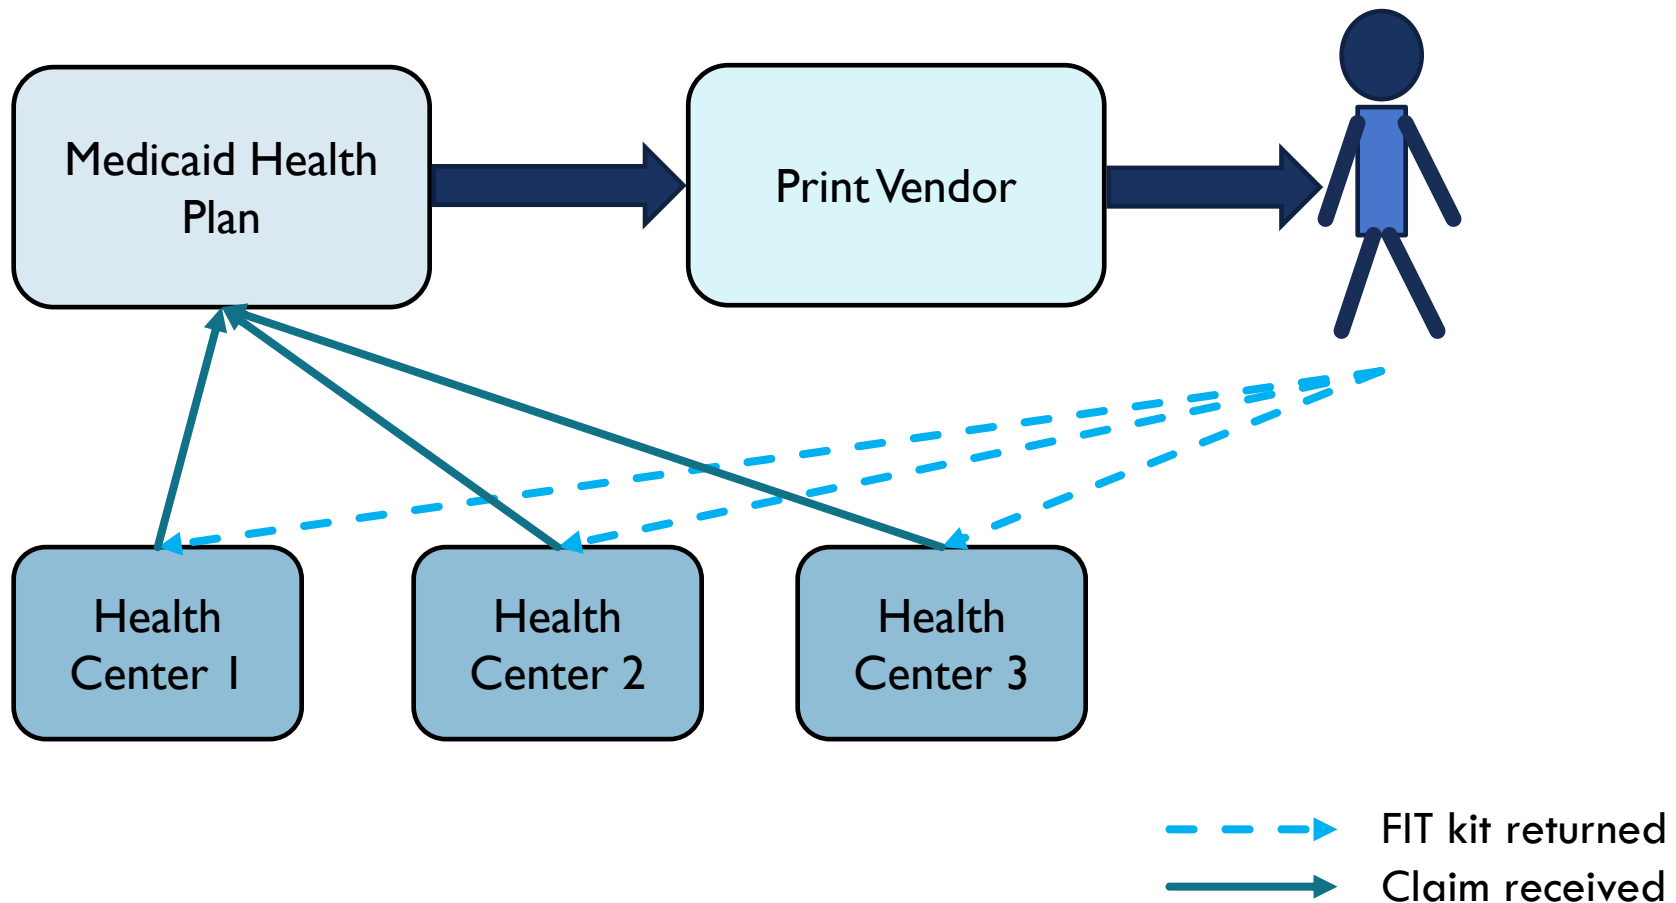 Medicaid Health
Plan
Print Vendor
Health
Center 1
Health
Center 2
Health
Center 3
FIT kit returned
Claim received